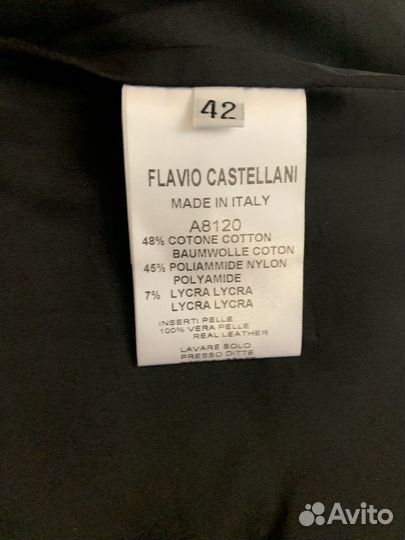 42
FLAVIO CASTELLANI
MADE IN ITALY
A8120
48% COTONE COTTON
BAUMWOLLE COTON
45% POLIAMMIDE NYLON
POLYAMIDE
7% LYCRA LYCRA
LYCRA LYCRA
INSERTI PELLE
100% VERA PELLE
REAL LEATHER
LAVARE SOLO
PRESSO DITTE
Avito